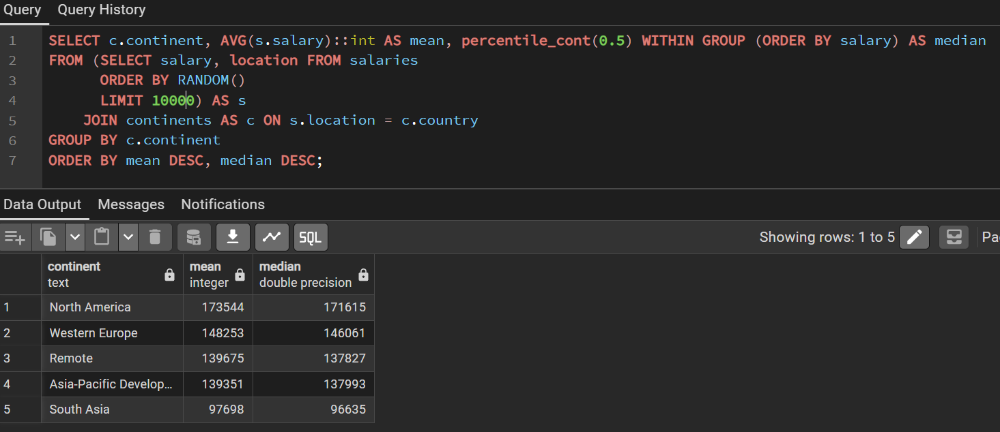 Query Query History
1 SELECT c.continent, AVG(s.salary)::int AS mean, percentile_cont(0.5) WITHIN GROUP (ORDER BY salary) AS median
2 FROM (SELECT salary, location FROM salaries
3 ORDER BY RANDOM()
4 LIMIT 10000) AS s
5 JOIN continents AS c ON s.location = c.country
6 GROUP BY c.continent
7 ORDER BY mean DESC, median DESC;
Data Output Messages Notifications
SQL Showing rows: 1 to 5 Pa
continent mean median
text integer double precision
1 North America 173544 171615
2 Western Europe 148253 146061
3 Remote 139675 137827
4 Asia-Pacific Develop... 139351 137993
5 South Asia 97698 96635